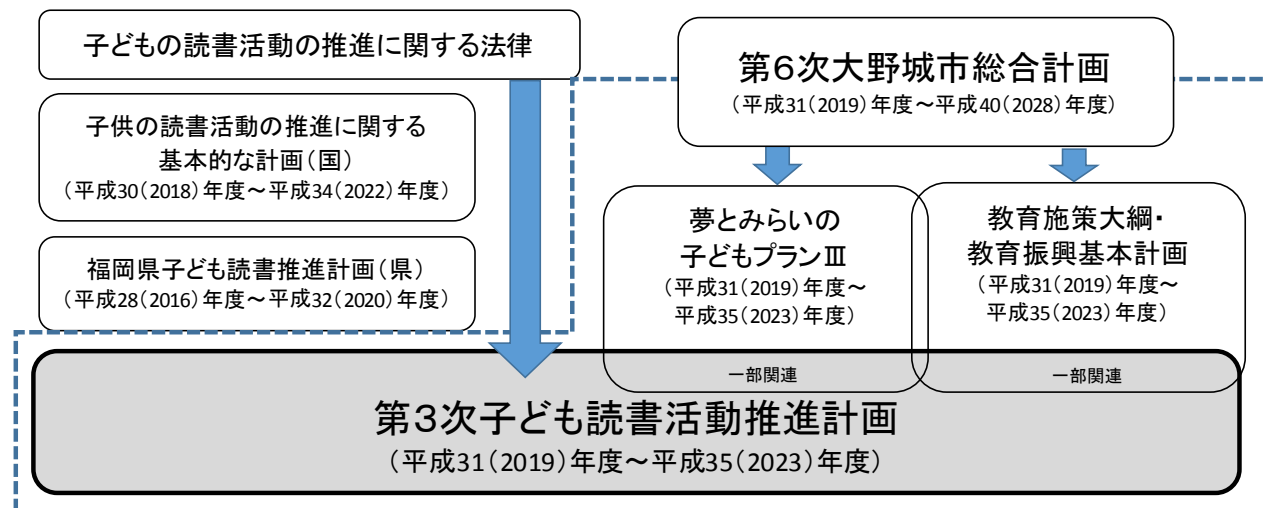 子どもの読書活動の推進に関する法律
子供の読書活動の推進に関する
基本的な計画(国)
(平成30(2018)年度～平成34(2022)年度)
福岡県子ども読書推進計画(県)
(平成28(2016)年度～平成32(2020)年度)
第6次大野城市総合計画
(平成31(2019)年度～平成40(2028)年度)
夢とみらいの
子どもプランⅢ
(平成31(2019)年度～
平成35(2023)年度)
一部関連
教育施策大綱・
教育振興基本計画
(平成31(2019)年度～
平成35(2023)年度)
一部関連
第3次子ども読書活動推進計画
(平成31(2019)年度～平成35(2023)年度)